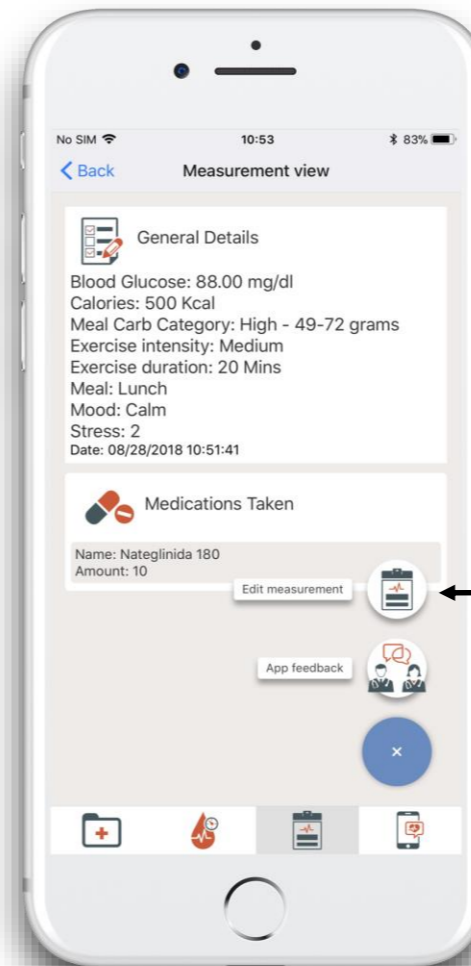 No SIM 10:53 83%
Back Measurement view
General Details
Blood Glucose: 88.00 mg/dl
Calories: 500 Kcal
Meal Carb Category: High - 49-72 grams
Exercise intensity: Medium
Exercise duration: 20 Mins
Meal: Lunch
Mood: Calm
Stress: 2
Date: 08/28/2018 10:51:41
Medications Taken
Name: Nateglinida 180
Amount: 10
Edit measurement
App feedback